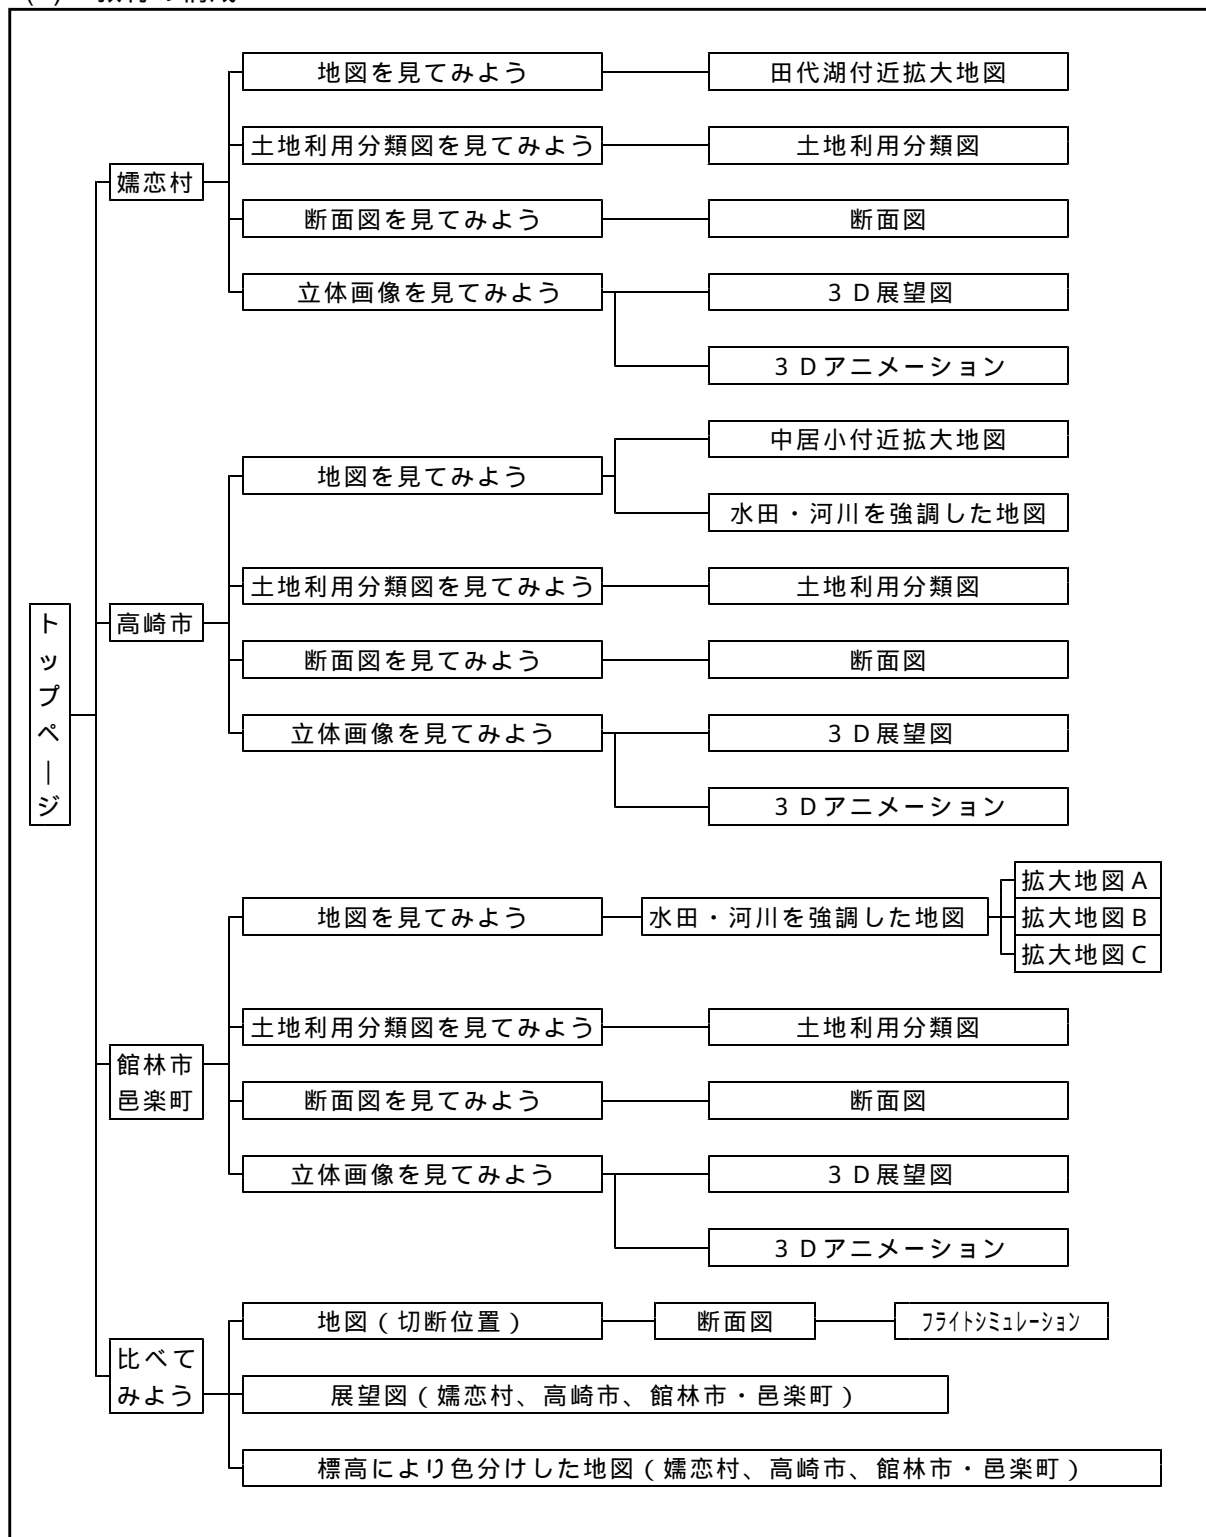 地図を見てみよう
田代湖付近拡大地図
土地利用分類図を見てみよう
土地利用分類図
嬬恋村
断面図を見てみよう
断面図
立体画像を見てみよう
3D展望図
3Dアニメーション
中居小付近拡大地図
地図を見てみよう
水田・河川を強調した地図
土地利用分類図を見てみよう
土地利用分類図
トップページ
高崎市
断面図を見てみよう
断面図
立体画像を見てみよう
3D展望図
3Dアニメーション
拡大地図A
地図を見てみよう
水田・河川を強調した地図
拡大地図B
拡大地図C
土地利用分類図を見てみよう
土地利用分類図
館林市
邑楽町
断面図を見てみよう
断面図
立体画像を見てみよう
3D展望図
3Dアニメーション
地図(切断位置)
断面図
フライトシミュレーション
比べて
みよう
展望図(嬬恋村、高崎市、館林市・邑楽町)
標高により色分けした地図(嬬恋村、高崎市、館林市・邑楽町)